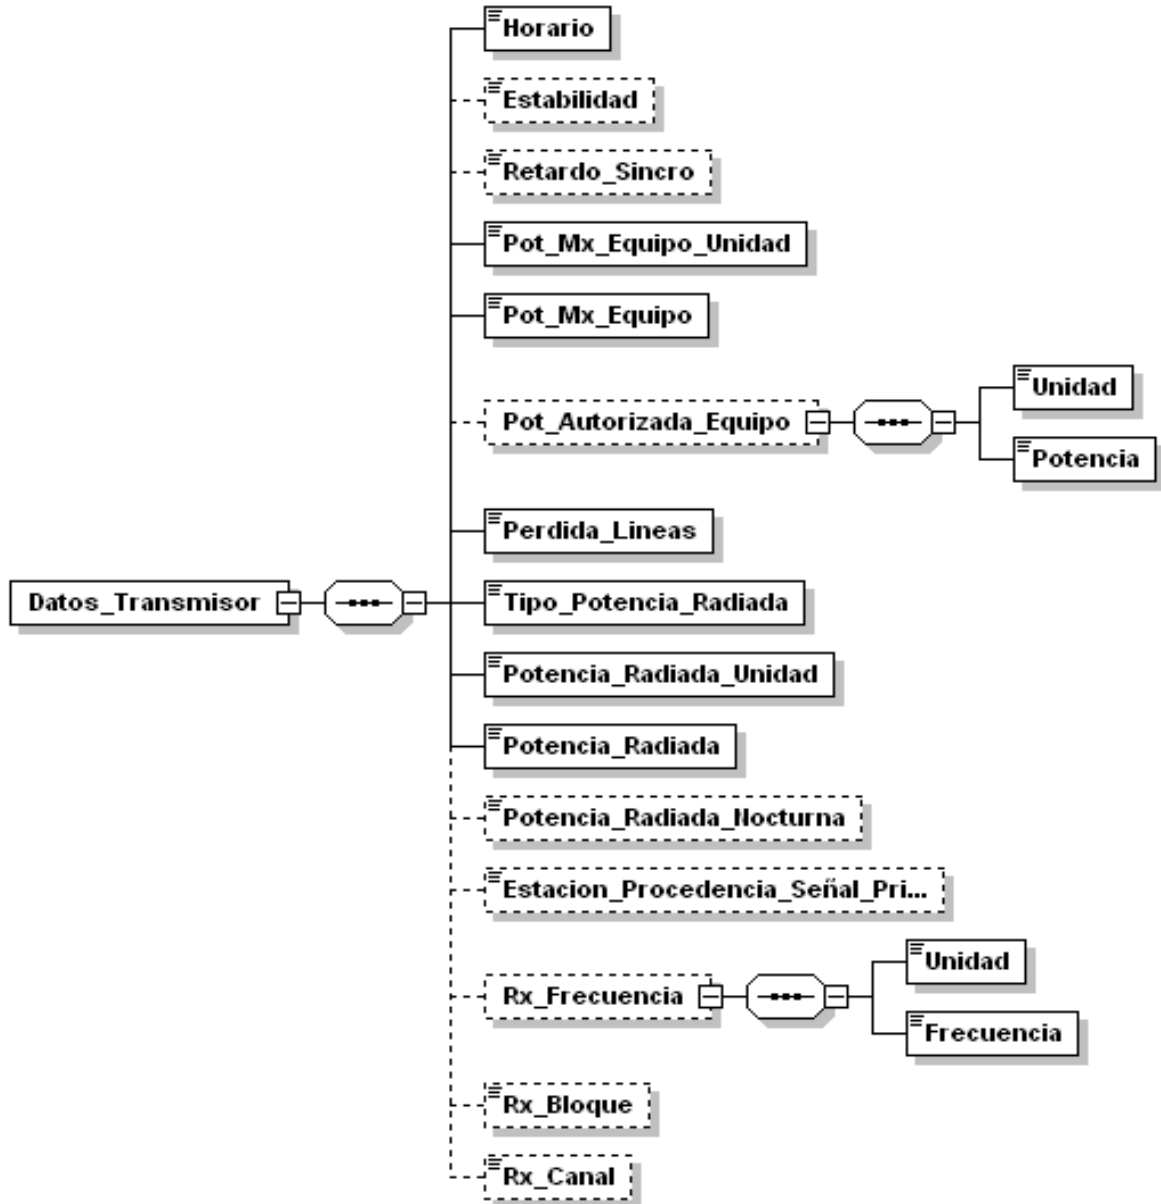 Horario
Estabilidad
Retardo_Sincro
Pot_Mx_Equipo_Unidad
Pot_Mx_Equipo
Pot_Autorizada_Equipo
Unidad
Potencia
Perdida_Lineas
Datos_Transmisor
Tipo_Potencia_Radiada
Potencia_Radiada_Unidad
Potencia_Radiada
Potencia_Radiada_Nocturna
Estacion_Procedencia_Señal_Pri...
Rx_Frecuencia
Unidad
Frecuencia
Rx_Bloque
Rx_Canal